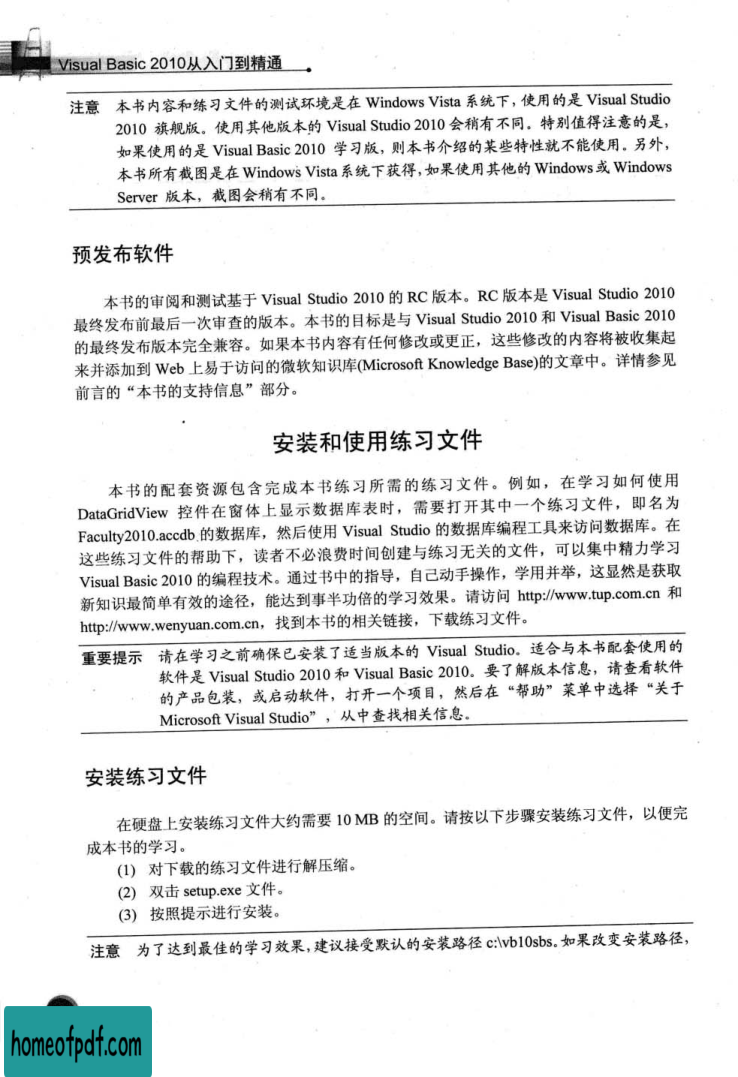 Visual Basic 2010从入门到精通
注意 本书内容和练习文件的测试环境是在 Windows Vista 系统下，使用的是 Visual Studio
2010 旗舰版。使用其他版本的 Visual Studio 2010 会稍有不同。特别值得注意的是，
如果使用的是 Visual Basic 2010 学习版，则本书介绍的某些特性就不能使用。另外，
本书所有截图是在 Windows Vista 系统下获得，如果使用其他的 Windows 或 Windows
Server 版本，截图会稍有不同。
预发布软件
本书的审阅和测试基于 Visual Studio 2010 的 RC 版本。RC 版本是 Visual Studio 2010
最终发布前最后一次审查的版本。本书的目标是与 Visual Studio 2010 和 Visual Basic 2010
的最终发布版本完全兼容。如果本书内容有任何修改或更正，这些修改的内容将被收集起
来并添加到 Web 上易于访问的微软知识库(Microsoft Knowledge Base)的文章中。详情参见
前言的“本书的支持信息”部分。
安装和使用练习文件
本书的配套资源包含完成本书练习所需的练习文件。例如，在学习如何使用
DataGridView 控件在窗体上显示数据库表时，需要打开其中一个练习文件，即名为
Faculty2010.accdb 的数据库，然后使用 Visual Studio 的数据库编程工具来访问数据库。在
这些练习文件的帮助下，读者不必浪费时间创建与练习无关的文件，可以集中精力学习
Visual Basic 2010 的编程技术。通过书中的指导，自己动手操作，学用并举，这显然是获取
新知识最简单有效的途径，能达到事半功倍的学习效果。请访问 http://www.tup.com.cn 和
http://www.wenyuan.com.cn，找到本书的相关链接，下载练习文件。
重要提示 请在学习之前确保已安装了适当版本的 Visual Studio。适合与本书配套使用的
软件是 Visual Studio 2010 和 Visual Basic 2010。要了解版本信息，请查看软件
的产品包装，或启动软件，打开一个项目，然后在“帮助”菜单中选择“关于
Microsoft Visual Studio”，从中查找相关信息。
安装练习文件
在硬盘上安装练习文件大约需要 10 MB 的空间。请按以下步骤安装练习文件，以便完
成本书的学习。
(1) 对下载的练习文件进行解压缩。
(2) 双击 setup.exe 文件。
(3) 按照提示进行安装。
注意 为了达到最佳的学习效果，建议接受默认的安装路径 c:\vb10sbs。如果改变安装路径，
homeofpdf.com